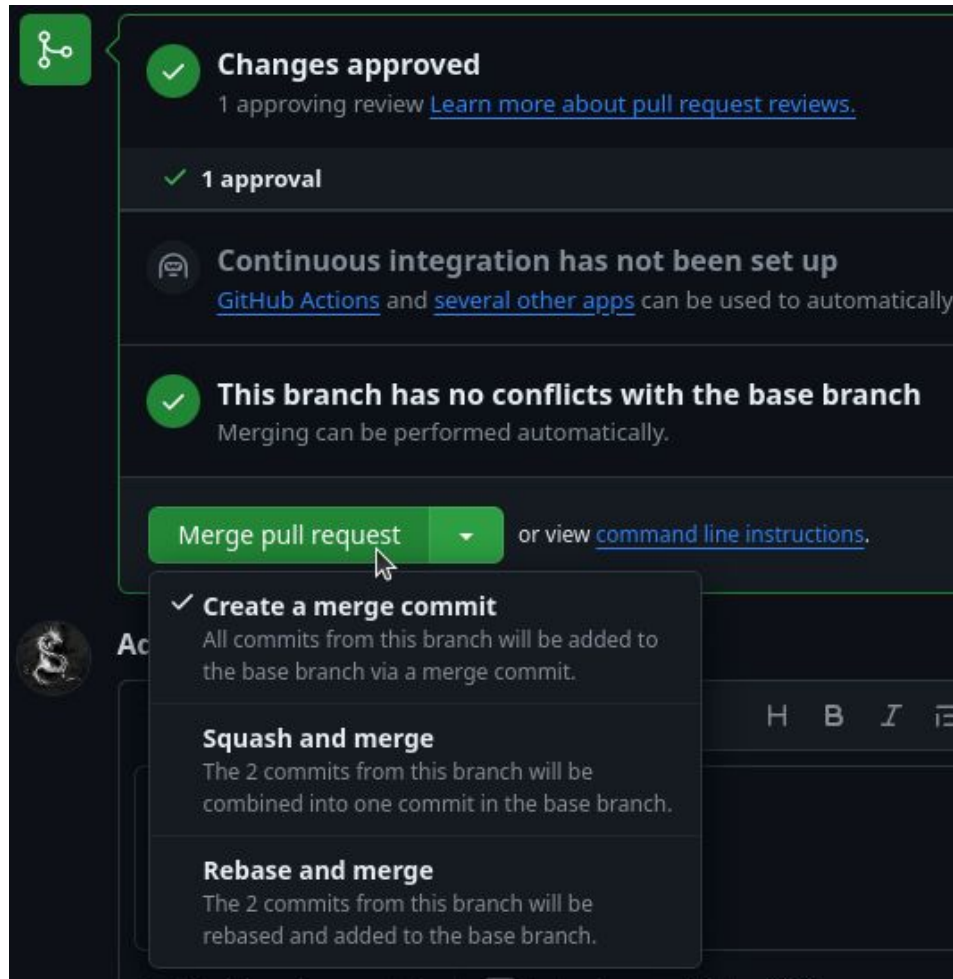 Changes approved
1 approving review Learn more about pull request reviews.
1 approval
Continuous integration has not been set up
GitHub Actions and several other apps can be used to automatically
This branch has no conflicts with the base branch
Merging can be performed automatically.
Merge pull request
or view command line instructions.
Create a merge commit
All commits from this branch will be added to
the base branch via a merge commit.
Squash and merge
The 2 commits from this branch will be
combined into one commit in the base branch.
Rebase and merge
The 2 commits from this branch will be
rebased and added to the base branch.
H B I